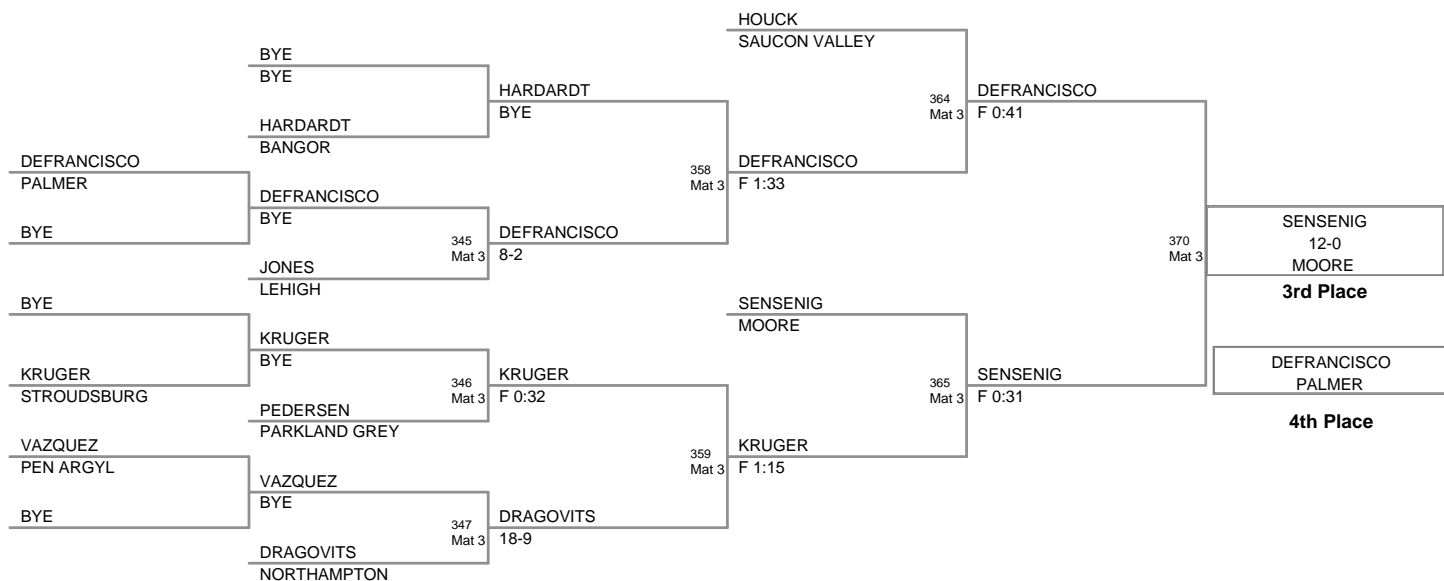 HOUCK
SAUCON VALLEY
BYE
BYE
HARDARDT
BYE
364
Mat 3
DEFRANCISCO
F 0:41
HARDARDT
BANGOR
DEFRANCISCO
PALMER
358
Mat 3
DEFRANCISCO
F 1:33
DEFRANCISCO
BYE
BYE
345
Mat 3
DEFRANCISCO
8-2
370
Mat 3
SENSENIG
12-0
MOORE
3rd Place
JONES
LEHIGH
BYE
SENSENIG
MOORE
KRUGER
BYE
KRUGER
STROUDSBURG
346
Mat 3
KRUGER
F 0:32
365
Mat 3
SENSENIG
F 0:31
DEFRANCISCO
PALMER
4th Place
PEDERSEN
PARKLAND GREY
VAZQUEZ
PEN ARGYL
359
Mat 3
KRUGER
F 1:15
VAZQUEZ
BYE
BYE
347
Mat 3
DRAGOVITS
18-9
DRAGOVITS
NORTHAMPTON